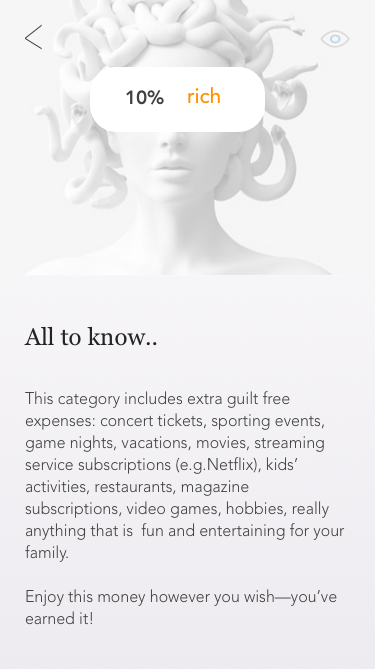 10% rich
All to know..
This category includes extra guilt free
expenses: concert tickets, sporting events,
game nights, vacations, movies, streaming
service subscriptions (e.g.Netflix), kids’
activities, restaurants, magazine
subscriptions, video games, hobbies, really
anything that is  fun and entertaining for your
family.
Enjoy this money however you wish—you’ve
earned it!